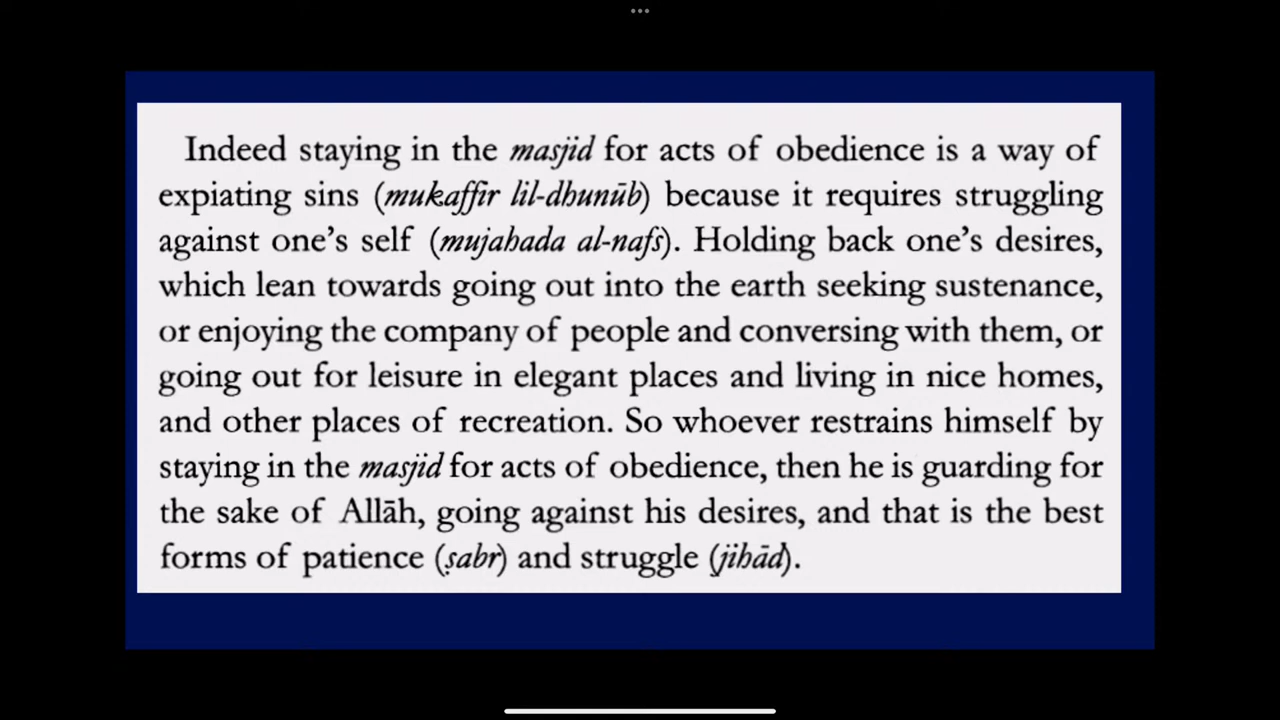 Indeed staying in the masjid for acts of obedience is a way of
expiating sins (mukaffir lil-dhunūb) because it requires struggling
against one's self (mujahada al-nafs). Holding back one's desires,
which lean towards going out into the earth seeking sustenance,
or enjoying the company of people and conversing with them, or
going out for leisure in elegant places and living in nice homes,
and other places of recreation. So whoever restrains himself by
staying in the masjid for acts of obedience, then he is guarding for
the sake of Allāh, going against his desires, and that is the best
forms of patience (ṣabr) and struggle (jihād).